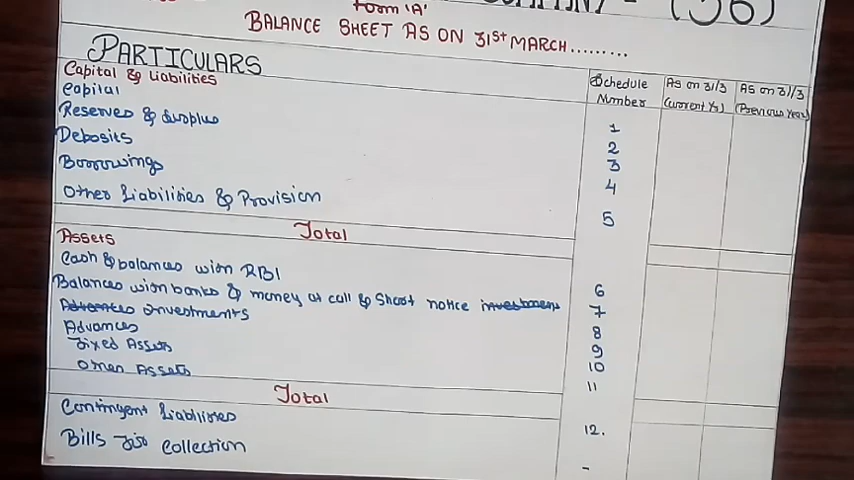 Form 'A'
(36)
BALANCE SHEET AS ON 31st MARCH.........
PARTICULARS
Schedule Number
As on 31/3 (Current Yr)
As on 31/3 (Previous Year)
Capital & Liabilities
Capital 1
Reserves & Surplus 2
Deposits 3
Borrowings 4
Other Liabilities & Provision 5
Total
Assets
Cash & balances with RBI 6
Balances with banks & money at call & Short notice investment 7
Advances investments 8
Advances 9
Fixed Assets 10
Other Assets 11
Total
Contingent Liabilities 12.
Bills for collection -